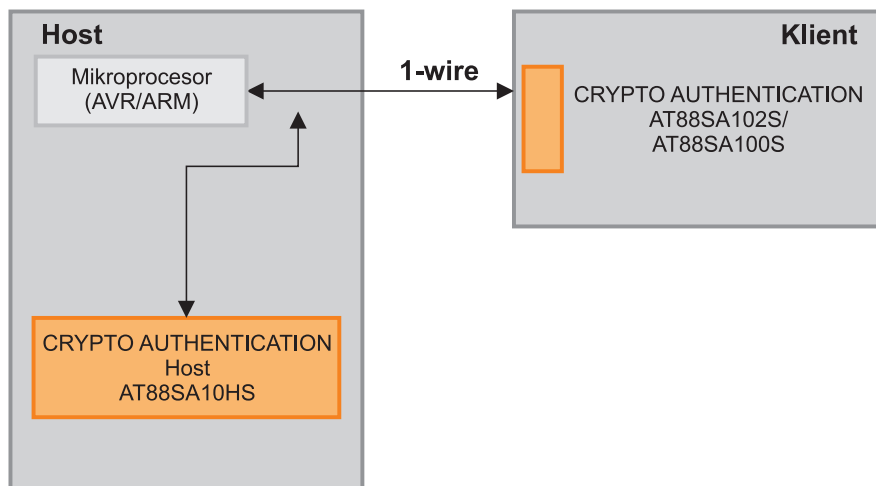 Host
Mikroprocesor
(AVR/ARM)
1-wire
Klient
CRYPTO AUTHENTICATION
AT88SA102S/
AT88SA100S
CRYPTO AUTHENTICATION
Host
AT88SA10HS